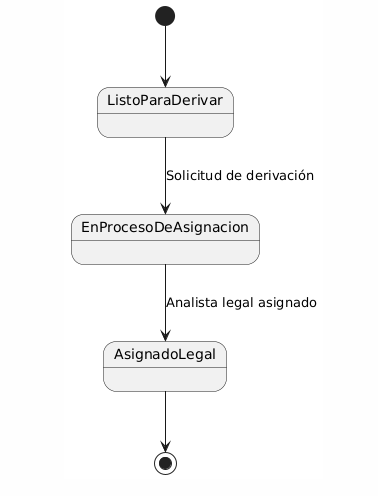 ListoParaDerivar
Solicitud de derivación
EnProcesoDeAsignacion
Analista legal asignado
AsignadoLegal